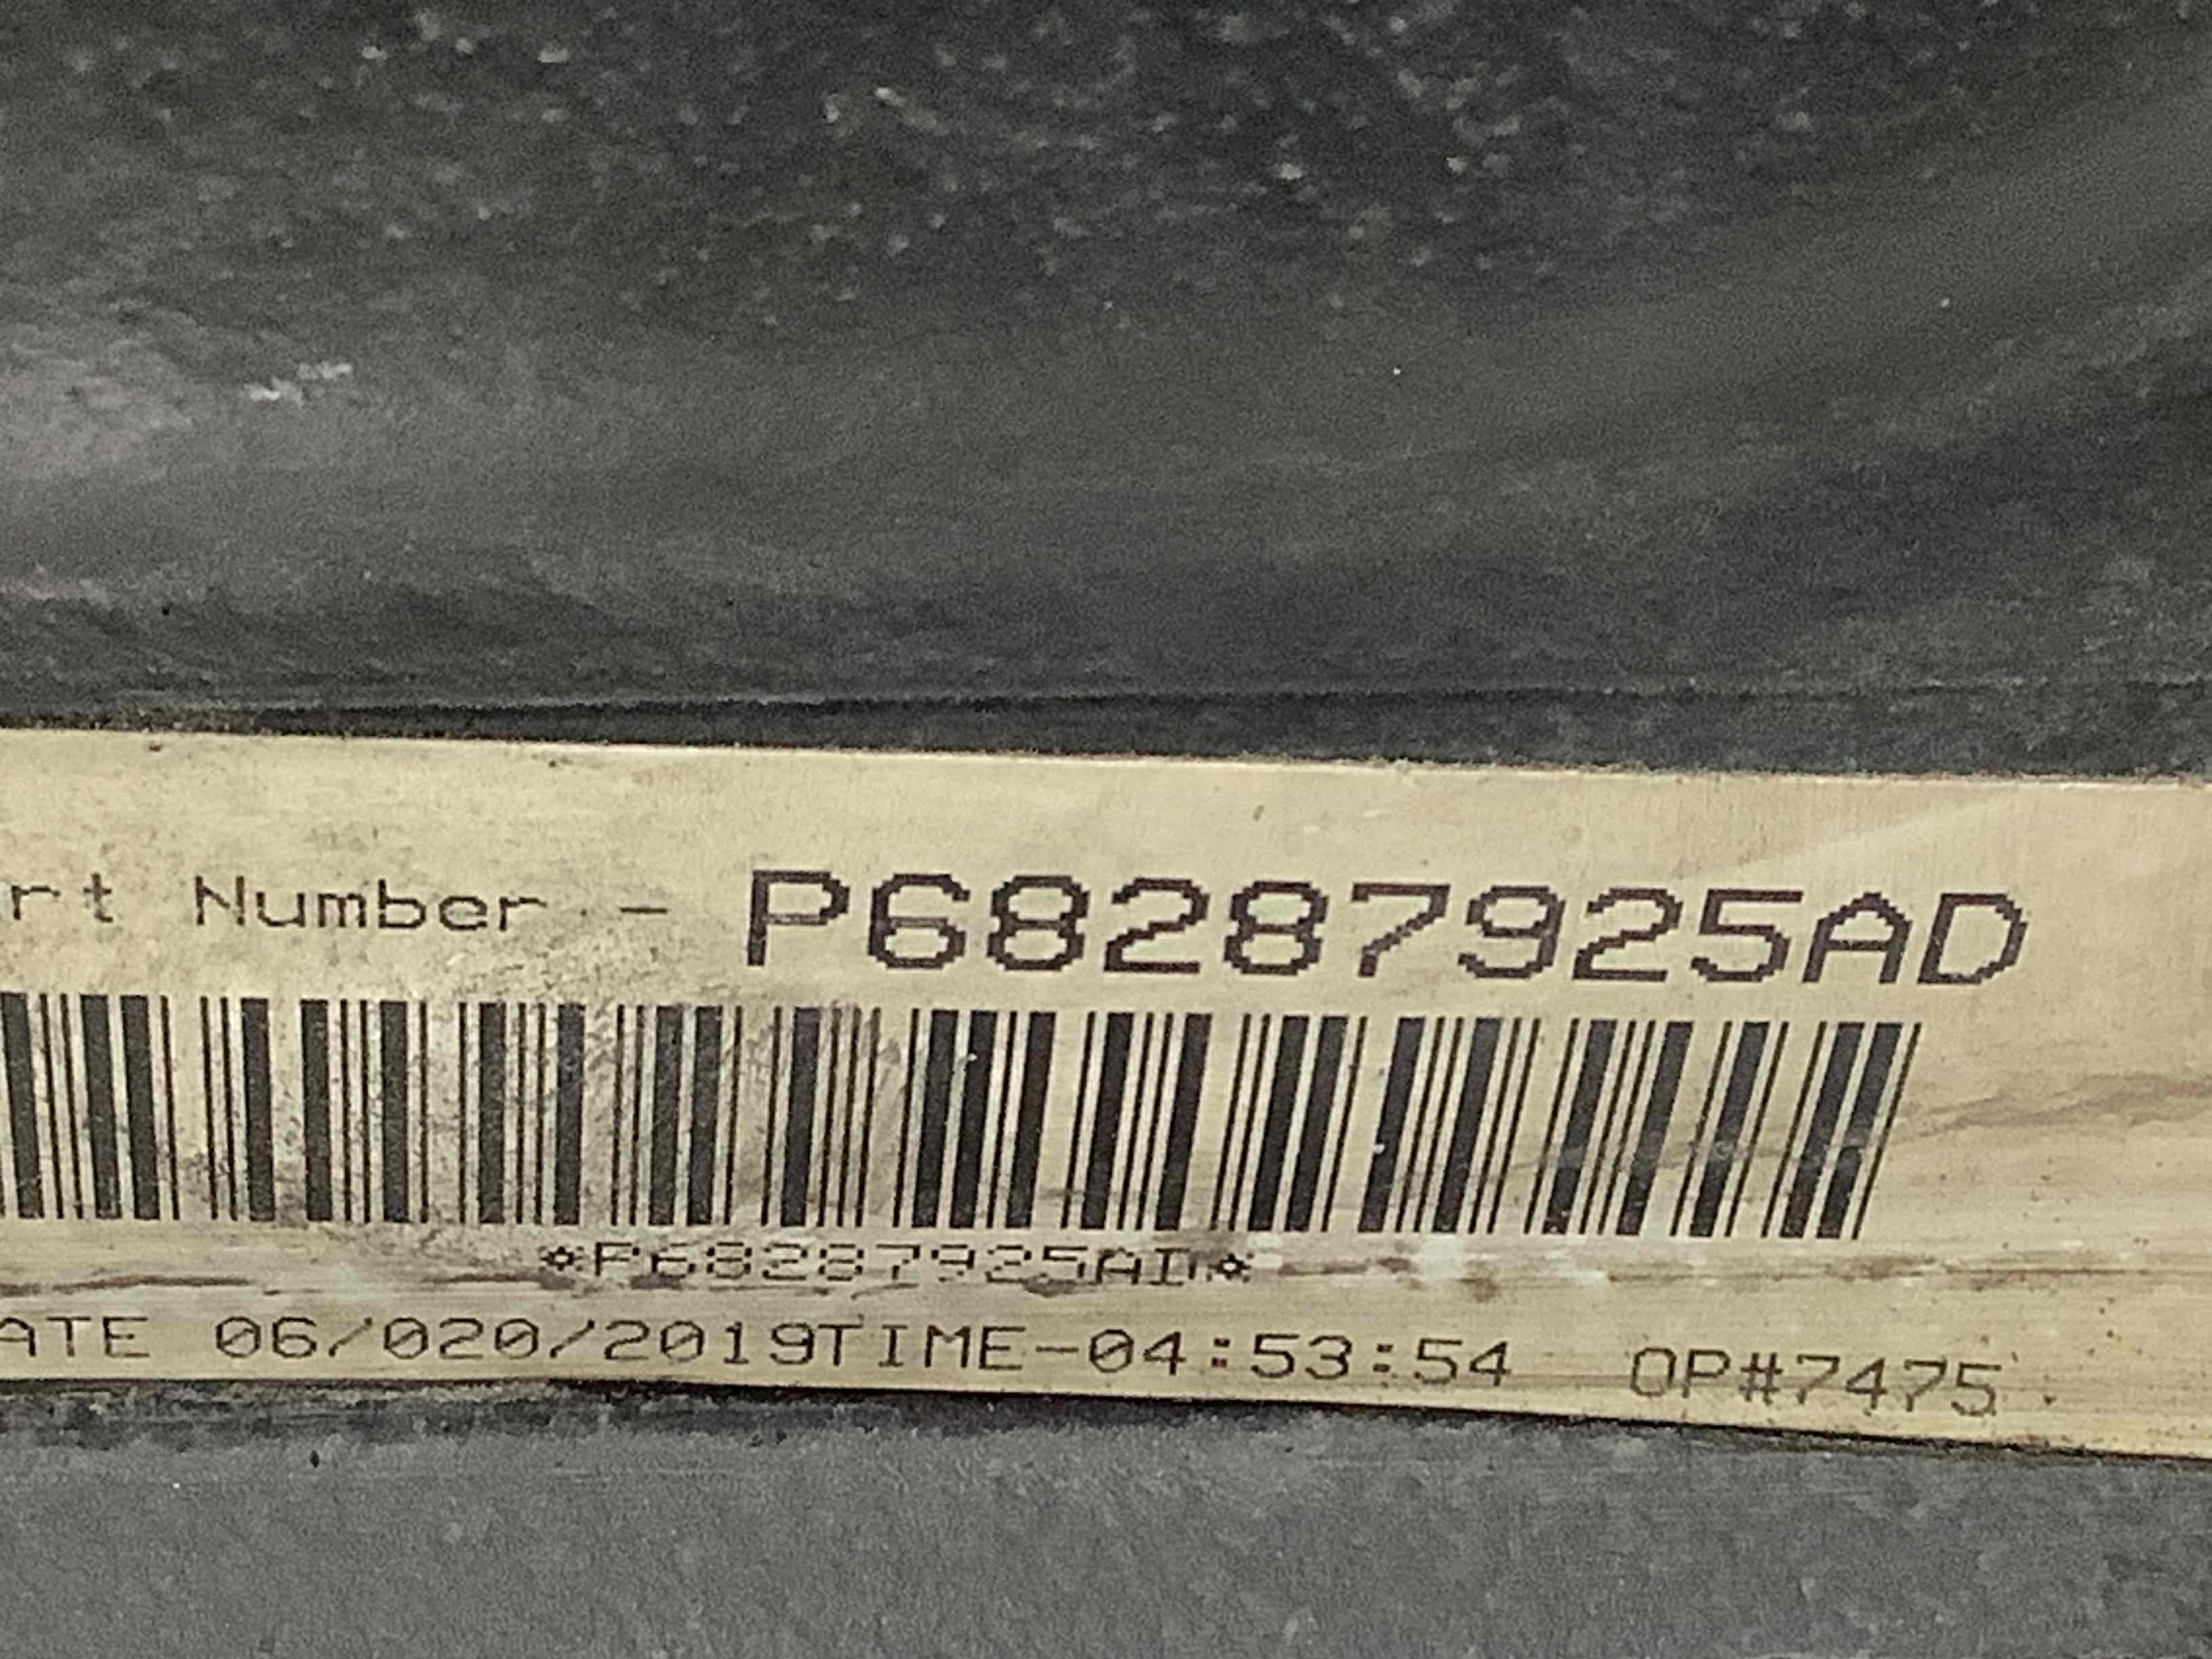 rt Number - P68287925AD
*P68287925AD*
ATE 06/020/2019TIME-04:53:54 OP#7475